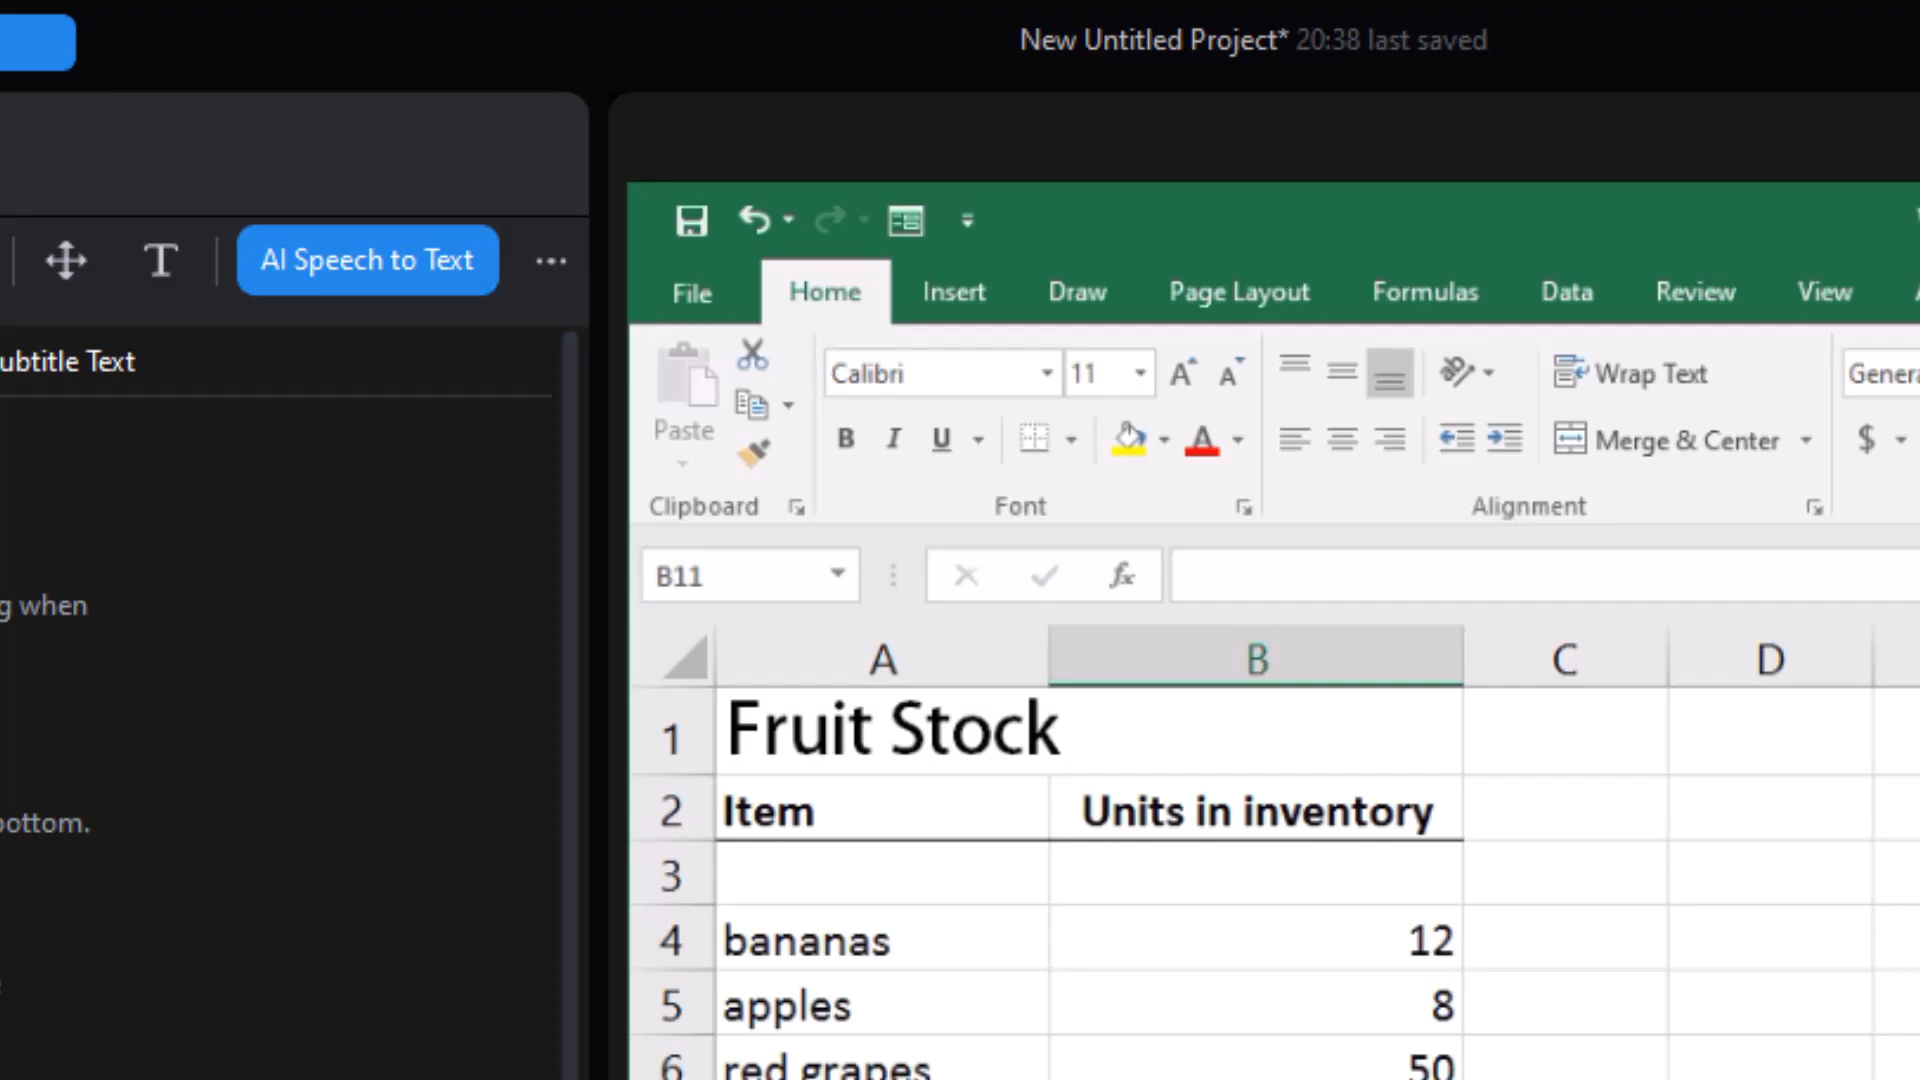 New Untitled Project* 20:38 last saved
AI Speech to Text
ubtitle Text
g when
bottom.
File Home Insert Draw Page Layout Formulas Data Review View
Paste
Calibri 11
Wrap Text
Genera
B I U
Merge & Center
$
Clipboard Font Alignment
B11
fx
A B C D
1 Fruit Stock
2 Item Units in inventory
3
4 bananas 12
5 apples 8
6 red grapes 50